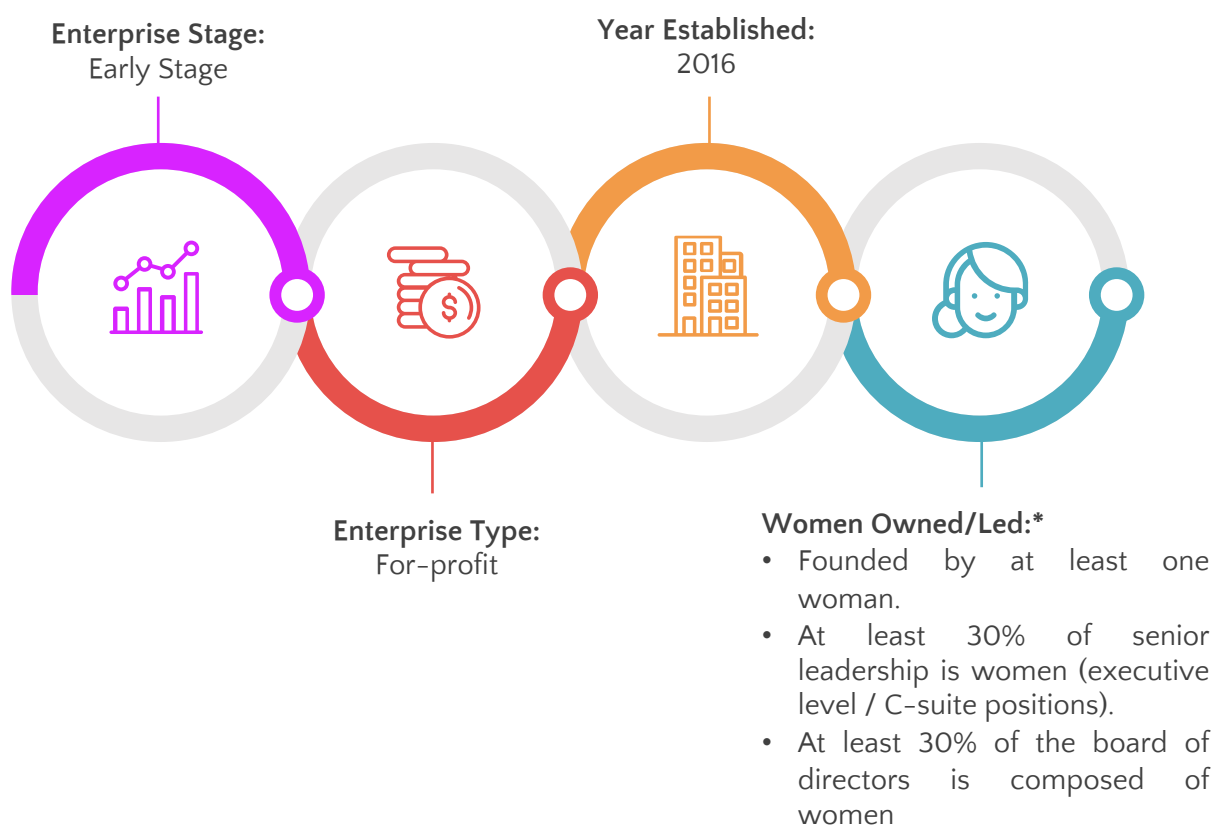 Enterprise Stage:
Early Stage
Year Established:
2016
$
Enterprise Type:
For-profit
Women Owned/Led:*
• Founded by at least one
woman.
• At least 30% of senior
leadership is women (executive
level / C-suite positions).
• At least 30% of the board of
directors is composed of
women